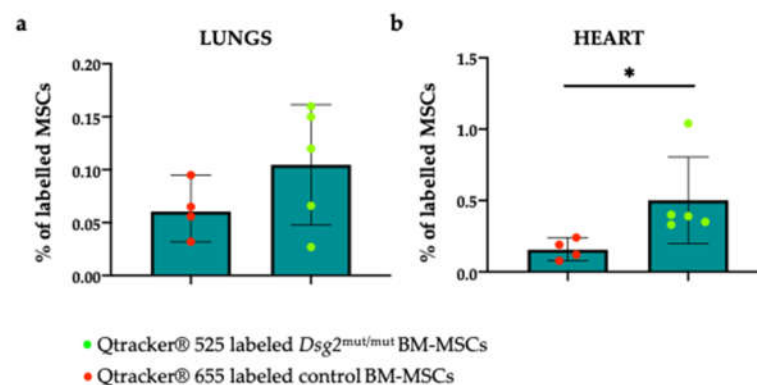 a
LUNGS
% of labelled MSCs
0.20
0.15
0.10
0.05
0.00
b
HEART
% of labelled MSCs
1.5
1.0
0.5
0.0
*
Qtracker® 525 labeled Dsg2mut/mut BM-MSCs
Qtracker® 655 labeled control BM-MSCs